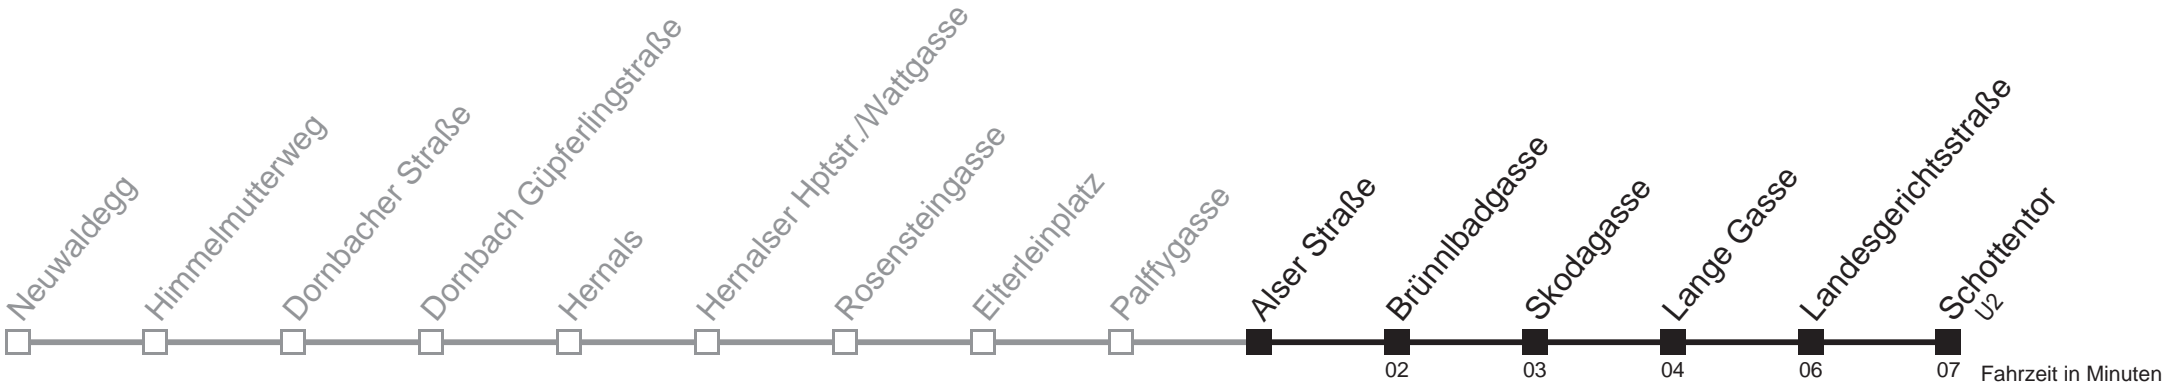 Neuwaldegg
Himmelmutterweg
Dornbacher Straße
Dornbach Güpferlingstraße
Hernals
Hernalser Hptstr./Wattgasse
Rosensteingasse
Elterleinplatz
Palffygasse
Alser Straße
Brünnlbadgasse
Skodagasse
Lange Gasse
Landesgerichtsstraße
Schottentor
U2
02
03
04
06
07
Fahrzeit in Minuten